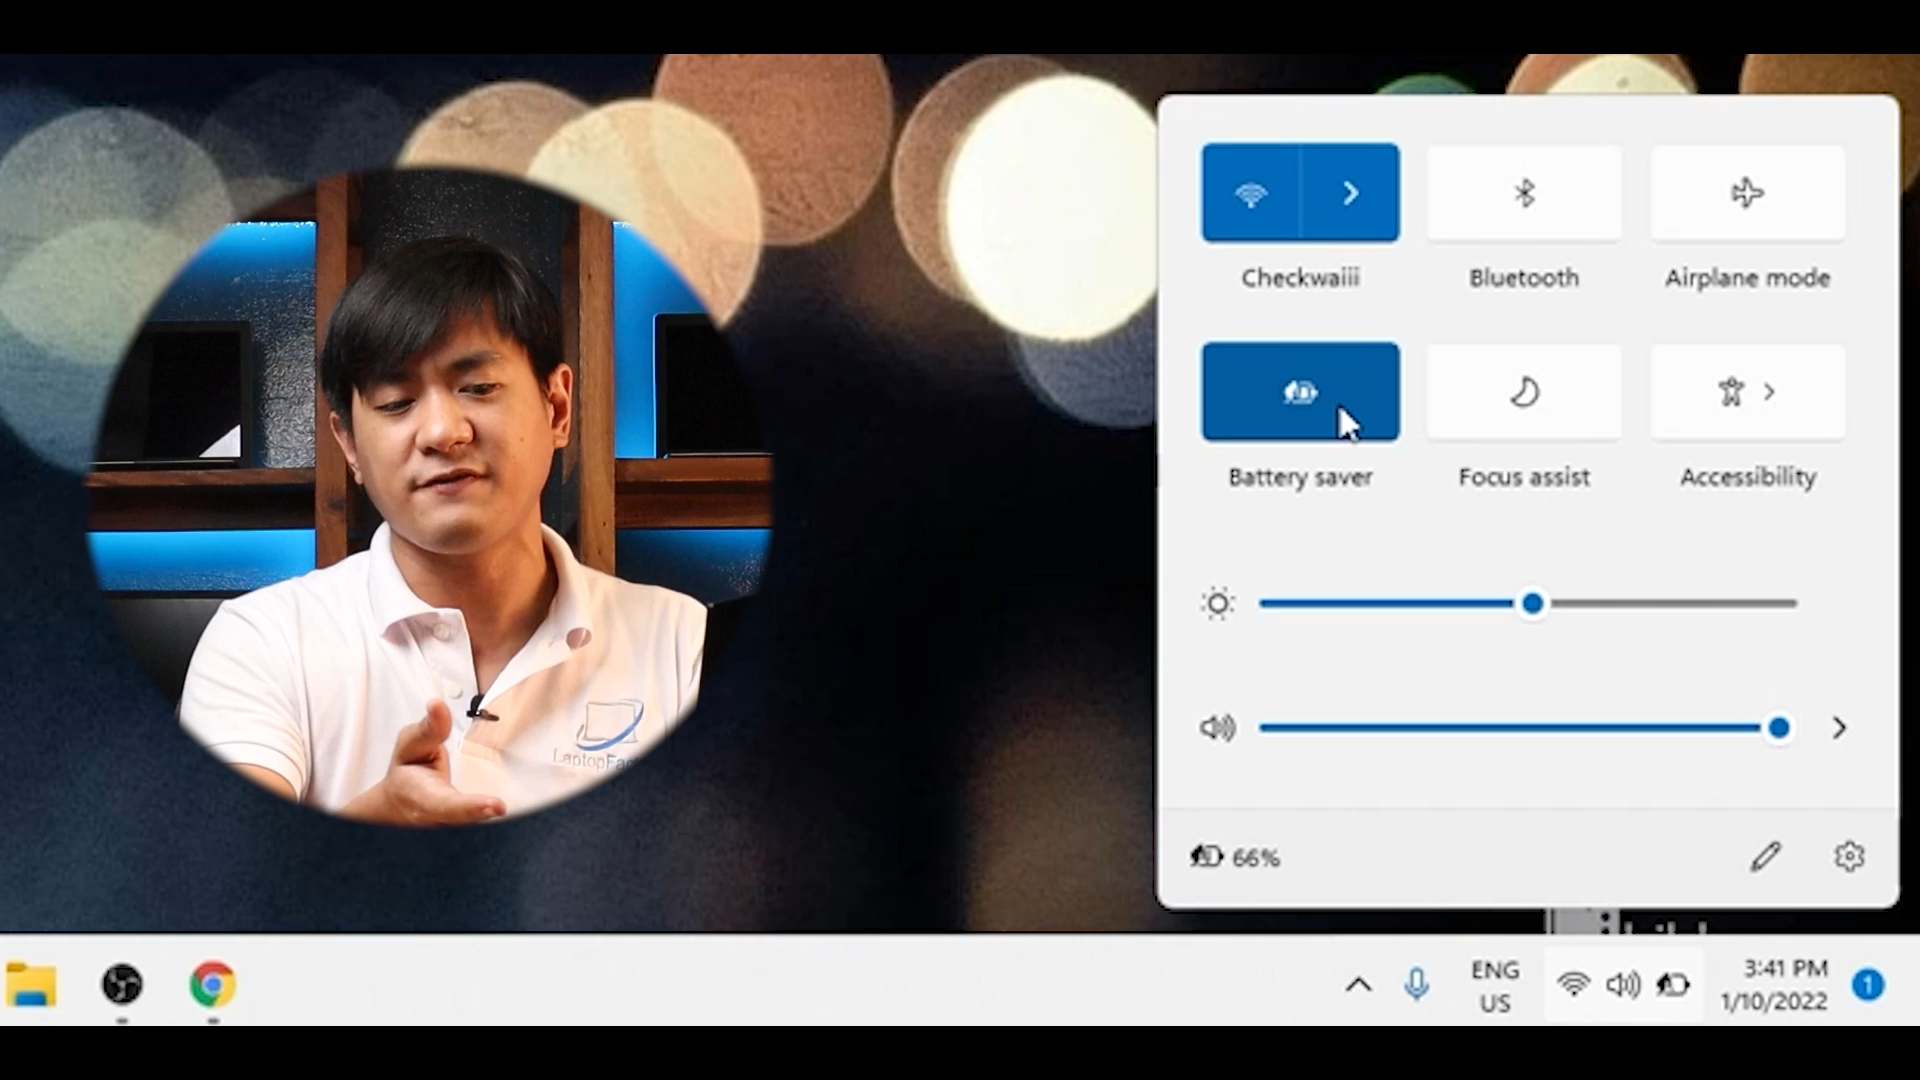 Checkwaiii
Bluetooth
Airplane mode
Battery saver
Focus assist
Accessibility
66%
ENG
US
3:41 PM
1/10/2022
1